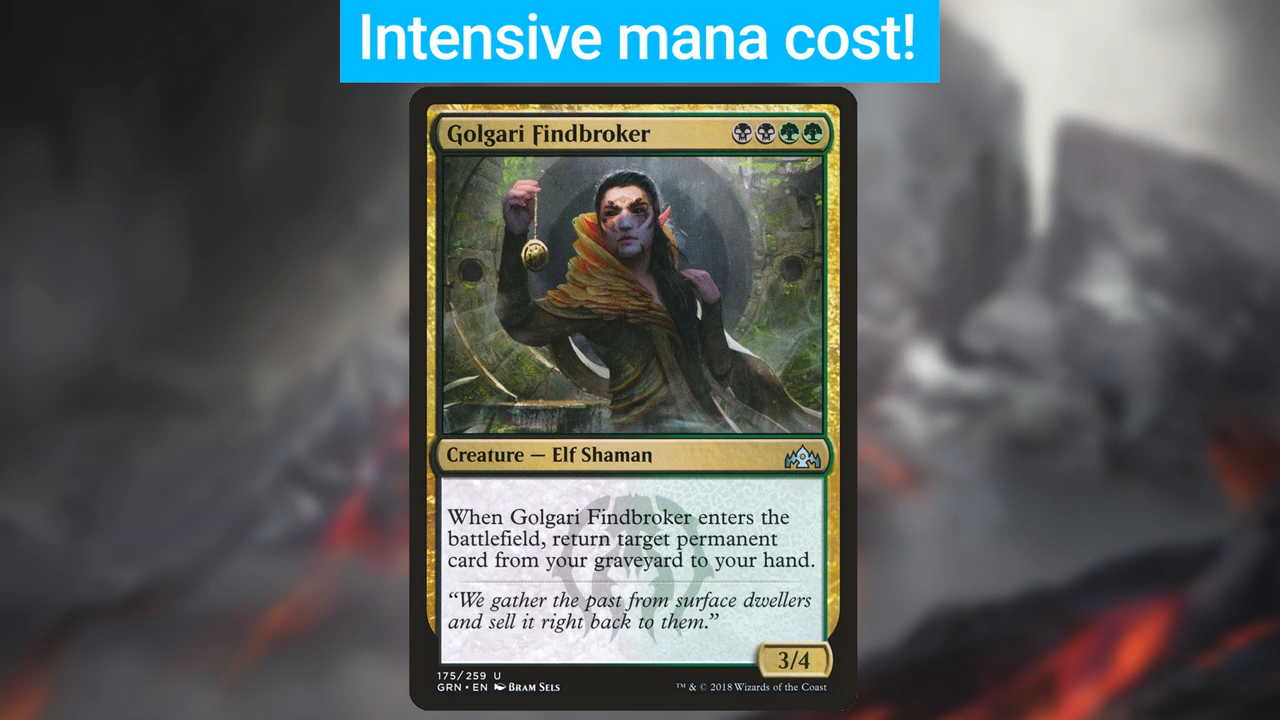 Intensive mana cost!
Golgari Findbroker
Creature — Elf Shaman
When Golgari Findbroker enters the
battlefield, return target permanent
card from your graveyard to your hand.
“We gather the past from surface dwellers
and sell it right back to them.”
3/4
175/259 U
GRN • EN Bram Sels
™ & © 2018 Wizards of the Coast